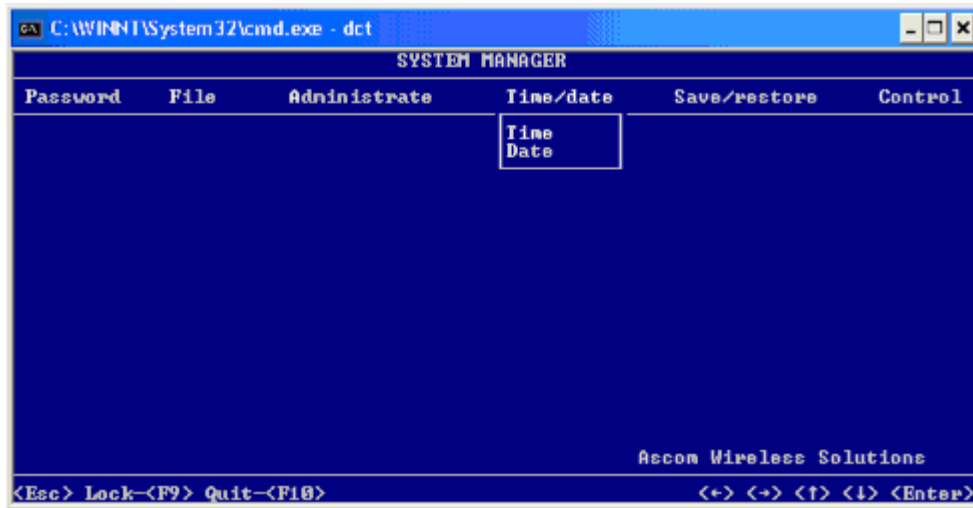 C:\WINNT\System32\cmd.exe - dct
SYSTEM MANAGER
Password File Administrate Time/date Save/restore Control
Time
Date
Ascom Wireless Solutions
<Esc> Lock-<F9> Quit-<F10> <←> <→> <↑> <↓> <Enter>